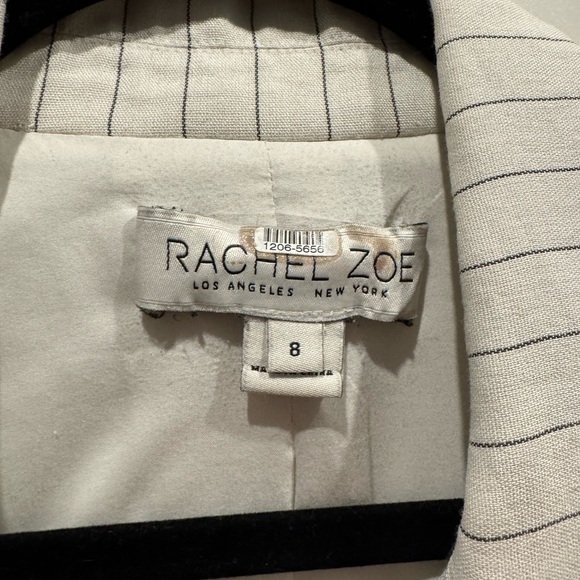 1206-5656
RACHEL ZOE
LOS ANGELES NEW YORK
8